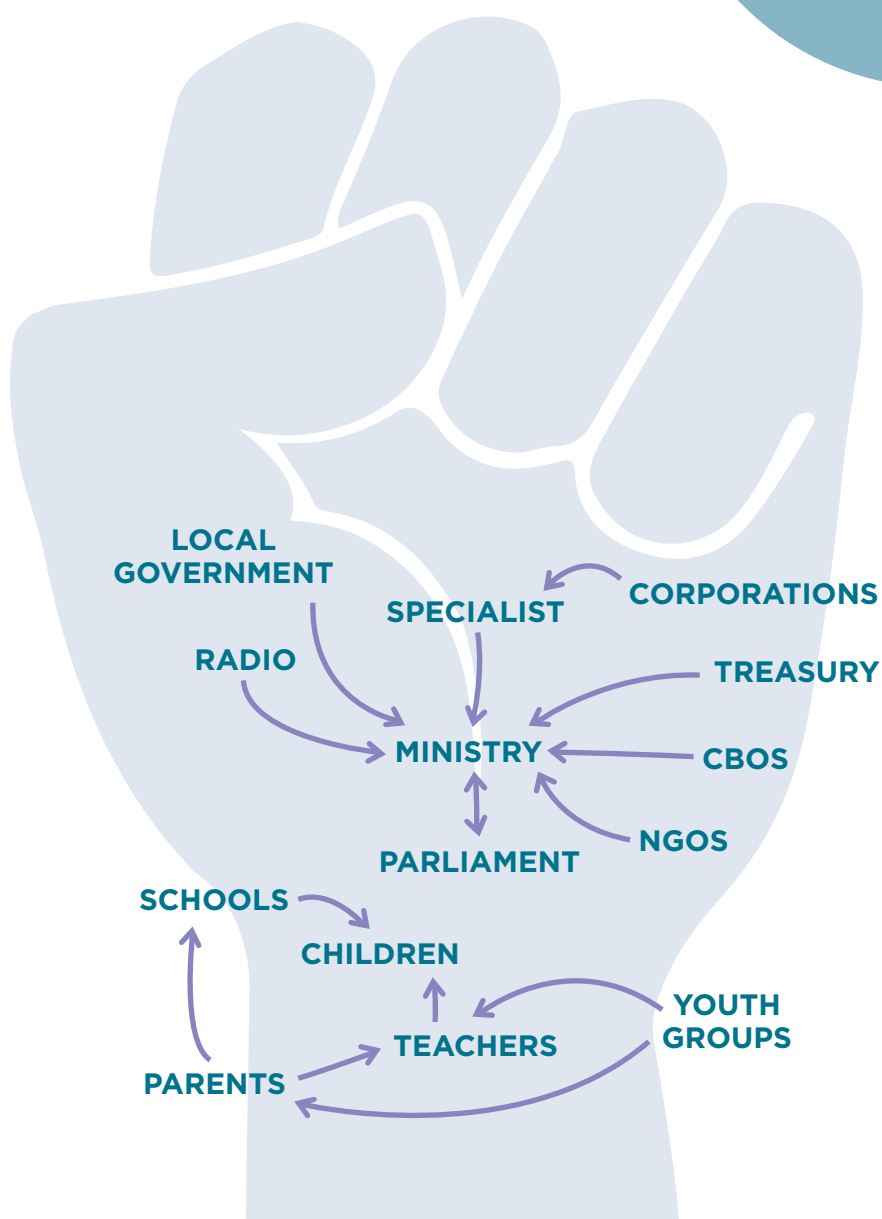 LOCAL
GOVERNMENT
CORPORATIONS
SPECIALIST
RADIO
TREASURY
MINISTRY
CBOS
NGOS
PARLIAMENT
SCHOOLS
CHILDREN
YOUTH
GROUPS
TEACHERS
PARENTS